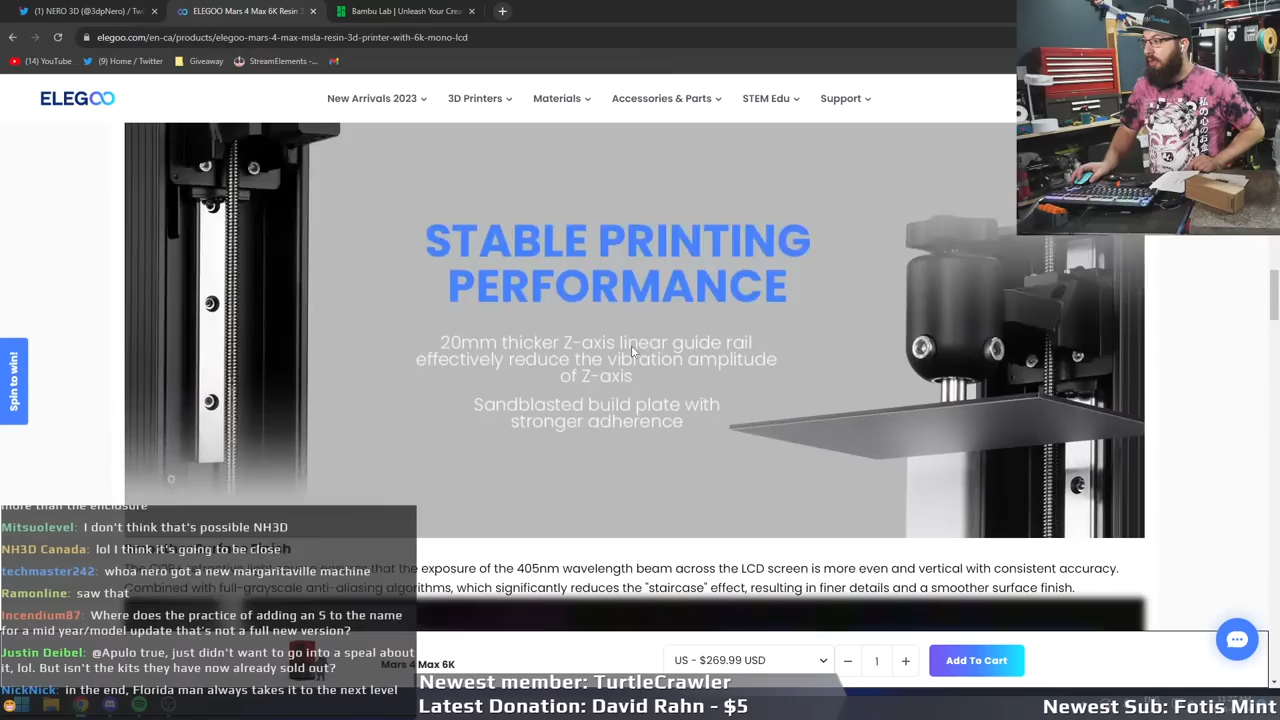 (1) NERO 3D (@3dpNero) / Twi
ELEGOO Mars 4 Max 6K Resin 3
Bambu Lab | Unleash Your Crea
elegoo.com/en-ca/products/elegoo-mars-4-max-msla-resin-3d-printer-with-6k-mono-lcd
(14) YouTube
(9) Home / Twitter
Giveaway
StreamElements -...
ELEGOO
New Arrivals 2023
3D Printers
Materials
Accessories & Parts
STEM Edu
Support
STABLE PRINTING
PERFORMANCE
20mm thicker Z-axis linear guide rail
effectively reduce the vibration amplitude
of Z-axis
Sandblasted build plate with
stronger adherence
Spin to win!
more than the enclosure
Mitsuolevel: I don't think that's possible NH3D
NH3D Canada: lol I think it's going to be close
techmaster242: whoa nero got a new margaritaville machine
Ramonline: saw that
Incendium87: Where does the practice of adding an S to the name
for a mid year/model update that's not a full new version?
Justin Deibel: @Apulo true, just didn't want to go into a speal about
it, lol. But isn't the kits they have now already sold out?
NickNick: in the end, Florida man always takes it to the next level
the exposure of the 405nm wavelength beam across the LCD screen is more even and vertical with consistent accuracy.
Combined with full-grayscale anti-aliasing algorithms, which significantly reduces the "staircase" effect, resulting in finer details and a smoother surface finish.
Mars 4 Max 6K
US - $269.99 USD
1
Add To Cart
Newest member: TurtleCrawler
Latest Donation: David Rahn - $5
Newest Sub: Fotis Mint